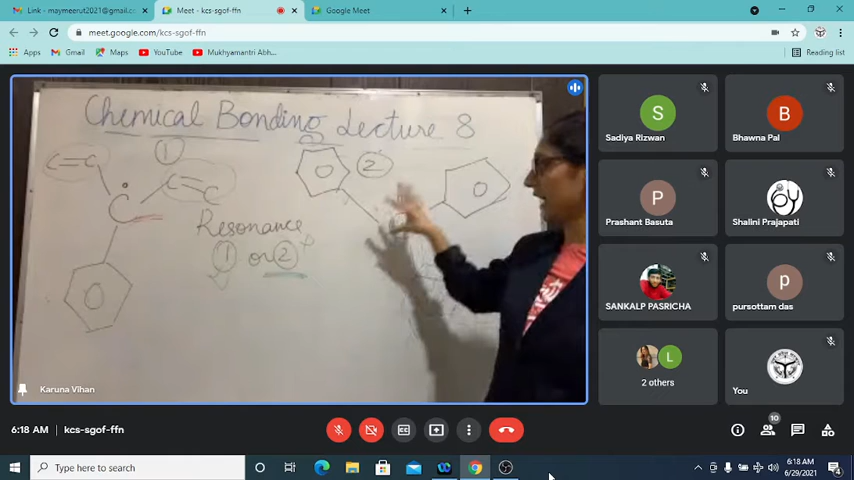 Link - maymeerut2021@gmail.co
Meet - kcs-sgof-ffn
Google Meet
meet.google.com/kcs-sgof-ffn
Apps
Gmail
Maps
YouTube
Mukhyamantri Abh...
Reading list
Chemical Bonding Lecture 8
1
2
C=C
C=C
C
Resonance
1 or 2
Karuna Vihan
Sadiya Rizwan
Bhawna Pal
Prashant Basuta
Shalini Prajapati
SANKALP PASRICHA
pursottam das
2 others
You
S
B
P
p
L
6:18 AM
kcs-sgof-ffn
10
Type here to search
6:18 AM
6/29/2021
4